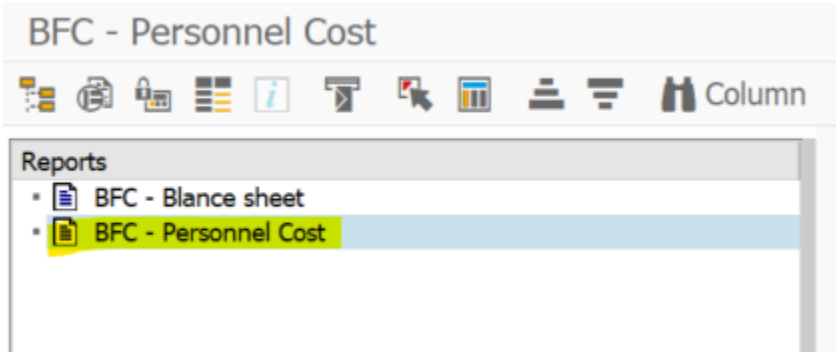 BFC - Personnel Cost
Column
Reports
BFC - Blance sheet
BFC - Personnel Cost